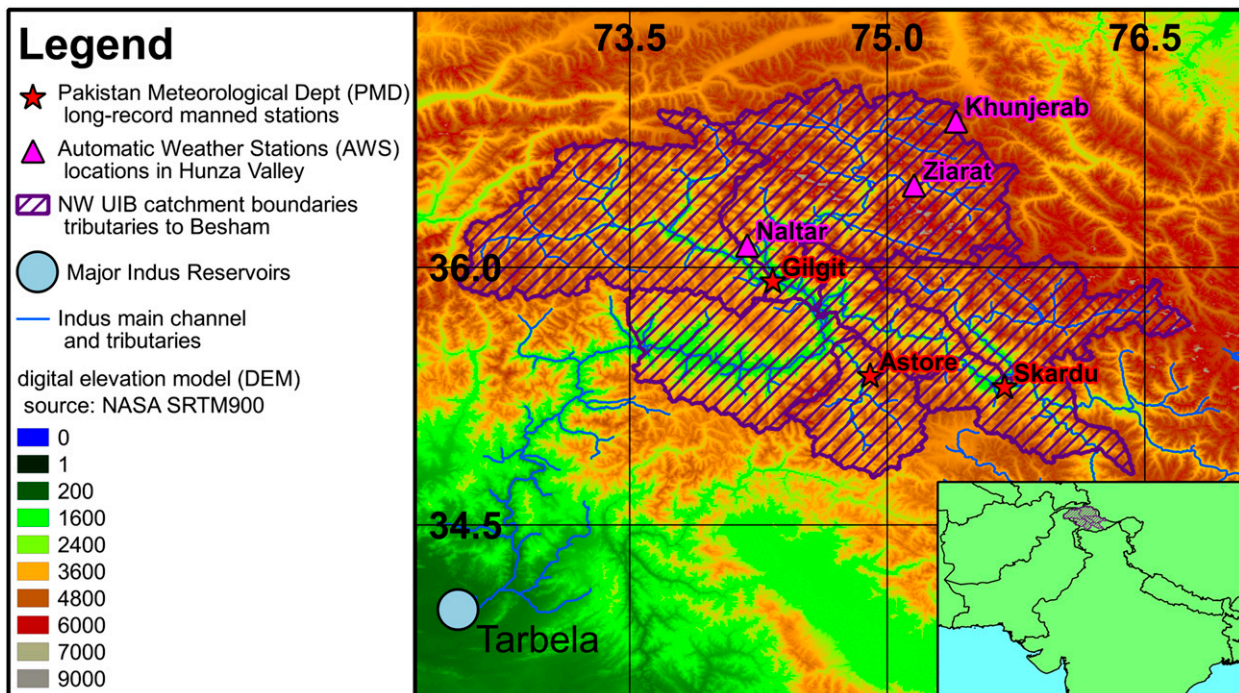 Legend
Pakistan Meteorological Dept (PMD)
long-record manned stations
Automatic Weather Stations (AWS)
locations in Hunza Valley
NW UIB catchment boundaries
tributaries to Besham
Major Indus Reservoirs
Indus main channel
and tributaries
digital elevation model (DEM)
source: NASA SRTM900
0
1
200
1600
2400
3600
4800
6000
7000
9000
73.5
75.0
76.5
Khunjerab
Ziarat
Naltar
36.0
Gilgit
Astore
Skardu
34.5
Tarbela